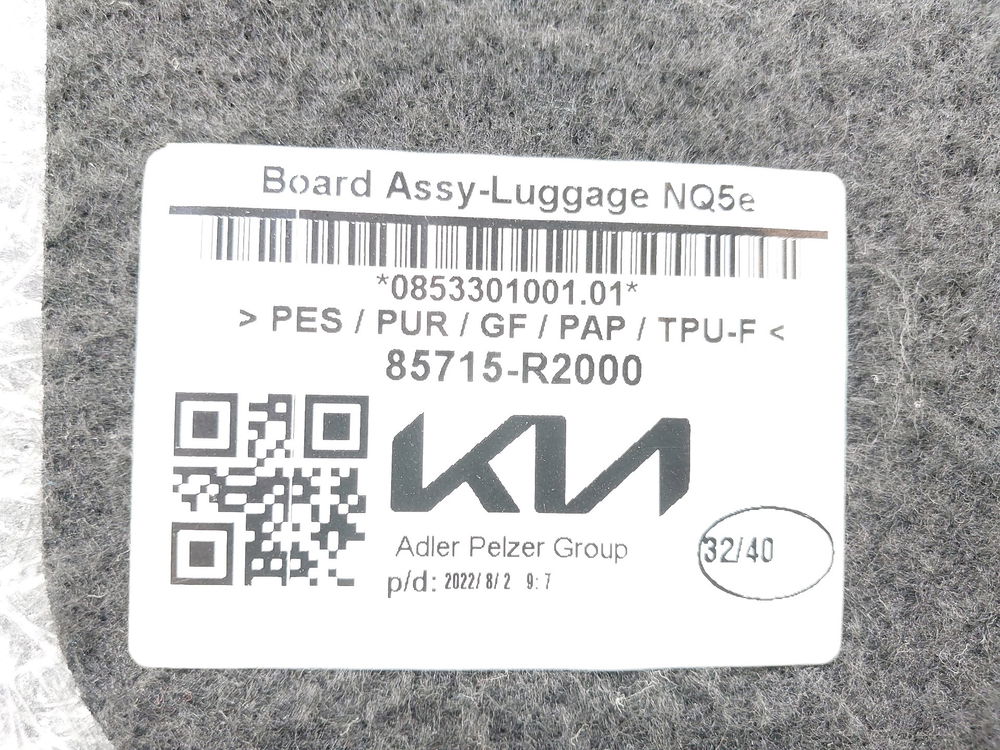 Board Assy-Luggage NQ5e
*0853301001.01*
> PES / PUR / GF / PAP / TPU-F <
85715-R2000
KIA
Adler Pelzer Group
32/40
p/d: 2022/8/2 9:7